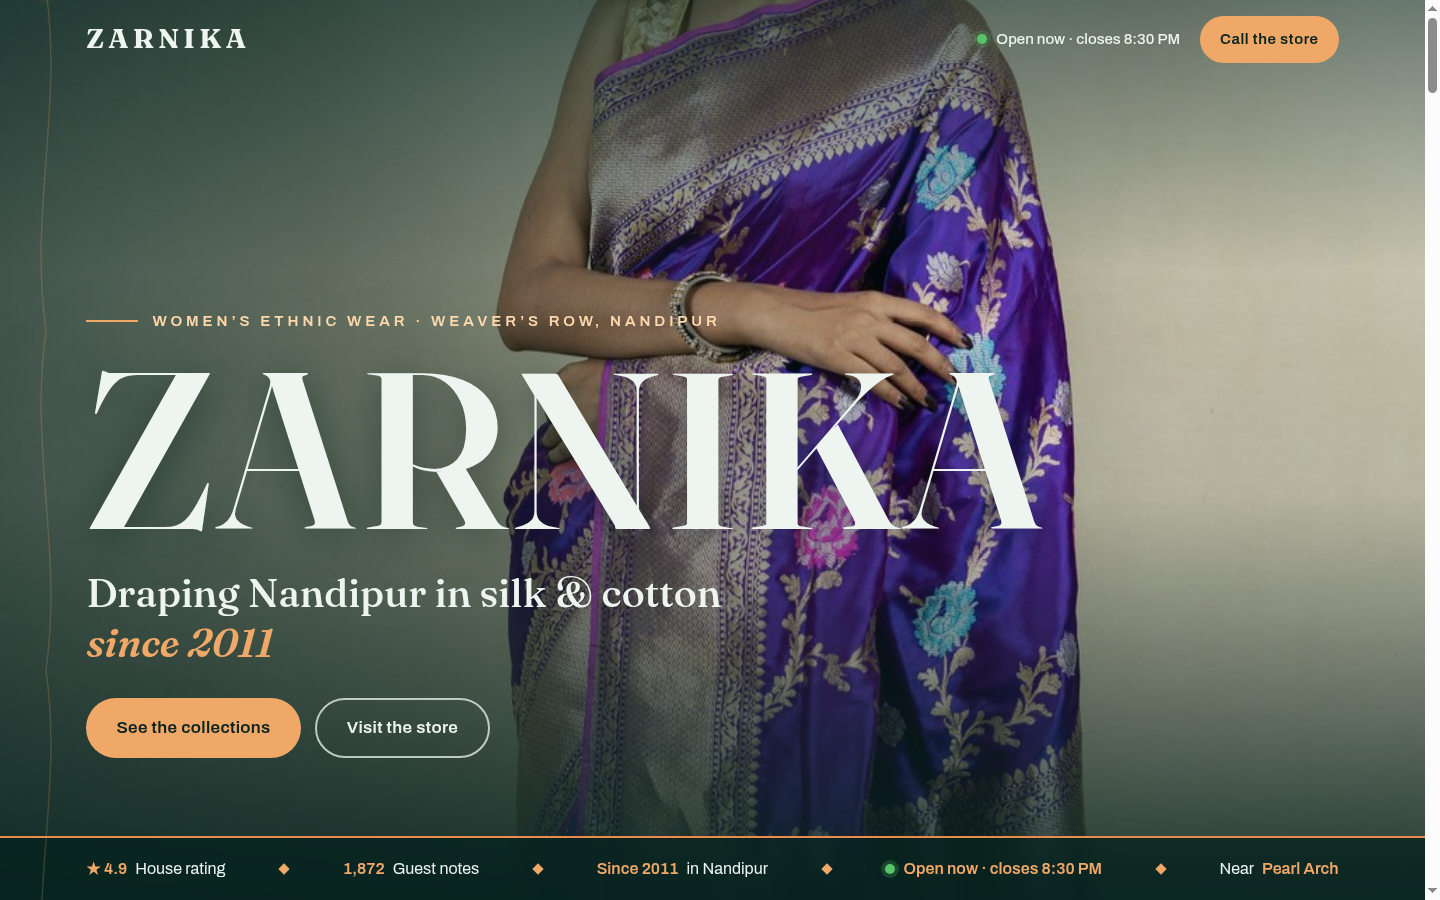 ZARNIKA
Open now · closes 8:30 PM
Call the store
WOMEN’S ETHNIC WEAR · WEAVER’S ROW, NANDIPUR
ZARNIKA
Draping Nandipur in silk & cotton
since 2011
See the collections
Visit the store
★ 4.9 House rating ◆ 1,872 Guest notes ◆ Since 2011 in Nandipur ◆ Open now · closes 8:30 PM ◆ Near Pearl Arch